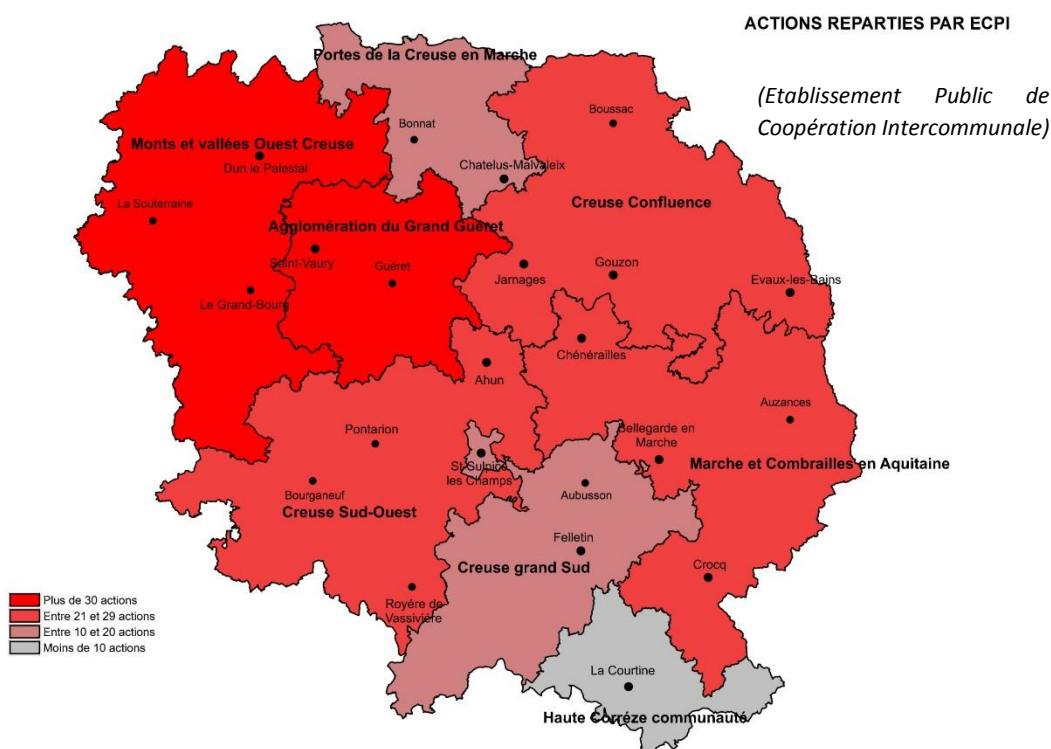 ACTIONS REPARTIES PAR ECPI
(Etablissement Public de
Coopération Intercommunale)
Portes de la Creuse en Marche
Boussac
Bonnat
Monts et vallées Ouest Creuse
Dun le Palestal
Chatelus-Malvaleix
La Souterraine
Creuse Confluence
Agglomération du Grand Guéret
Saint-Vaury
Guéret
Jarnages
Gouzon
Evaux-les-Bains
Le Grand-Bourg
Chénérailles
Ahun
Auzances
Pontarion
Bellegarde en
Marche
St Sulpice
les Champs
Marche et Combrailles en Aquitaine
Bourganeuf
Aubusson
Creuse Sud-Ouest
Felletin
Creuse grand Sud
Crocq
Royére de
Vassiviére
Plus de 30 actions
Entre 21 et 29 actions
Entre 10 et 20 actions
Moins de 10 actions
La Courtine
Haute Corréze communauté